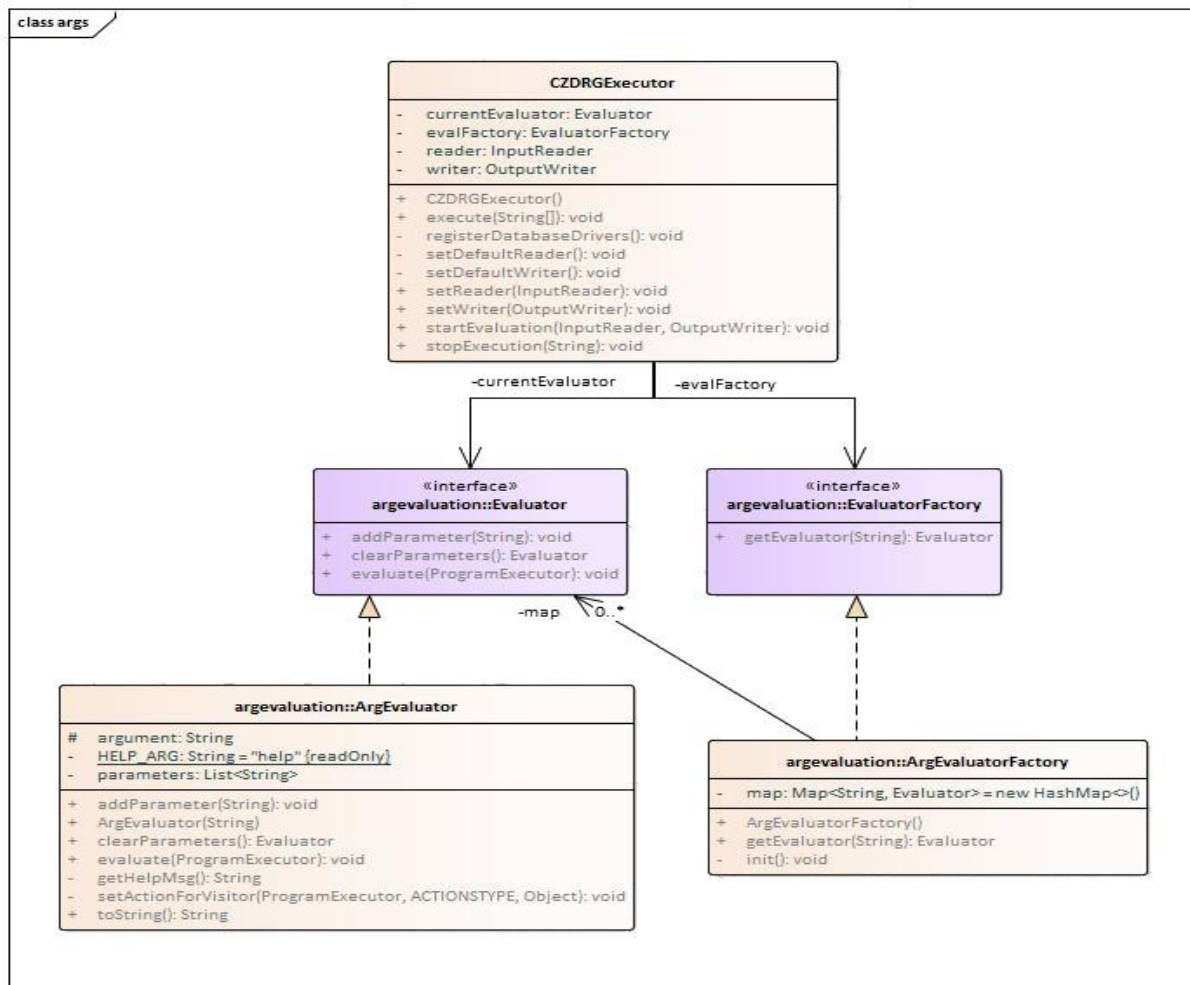 class args
CZDRGExecutor
- currentEvaluator: Evaluator
- evalFactory: EvaluatorFactory
- reader: InputReader
- writer: OutputWriter
+ CZDRGExecutor()
+ execute(String[]): void
- registerDatabaseDrivers(): void
- setDefaultReader(): void
- setDefaultWriter(): void
+ setReader(InputReader): void
+ setWriter(OutputWriter): void
+ startEvaluation(InputReader, OutputWriter): void
+ stopExecution(String): void
-currentEvaluator
-evalFactory
«interface»
argevaluation::Evaluator
+ addParameter(String): void
+ clearParameters(): Evaluator
+ evaluate(ProgramExecutor): void
«interface»
argevaluation::EvaluatorFactory
+ getEvaluator(String): Evaluator
-map 0..*
argevaluation::ArgEvaluator
# argument: String
- HELP_ARG: String = "help" {readOnly}
- parameters: List<String>
+ addParameter(String): void
+ ArgEvaluator(String)
+ clearParameters(): Evaluator
+ evaluate(ProgramExecutor): void
- getHelpMsg(): String
- setActionForVisitor(ProgramExecutor, ACTIONSTYPE, Object): void
+ toString(): String
argevaluation::ArgEvaluatorFactory
- map: Map<String, Evaluator> = new HashMap<>()
+ ArgEvaluatorFactory()
+ getEvaluator(String): Evaluator
- init(): void